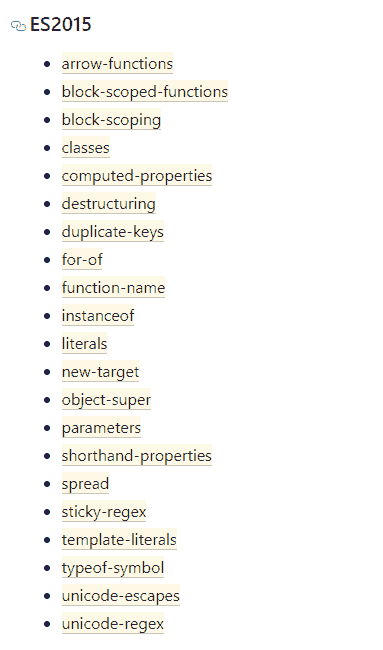 ES2015
arrow-functions
block-scoped-functions
block-scoping
classes
computed-properties
destructuring
duplicate-keys
for-of
function-name
instanceof
literals
new-target
object-super
parameters
shorthand-properties
spread
sticky-regex
template-literals
typeof-symbol
unicode-escapes
unicode-regex